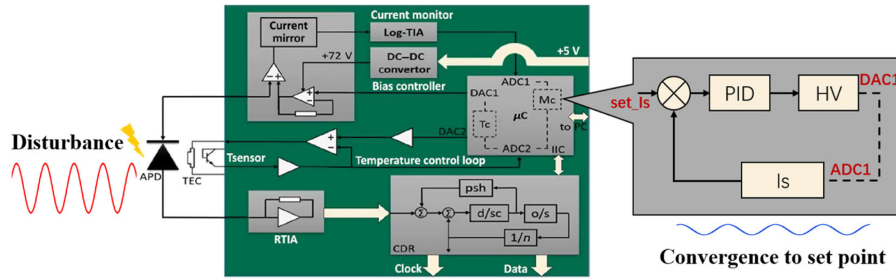 Current monitor
Current
mirror
Log-TIA
+72 V
DC–DC
convertor
+5 V
Bias controller
ADC1
DAC1
Mc
Tc
μC
to PC
DAC2
ADC2
IIC
Disturbance
APD
TEC
Tsensor
Temperature control loop
RTIA
psh
Σ
Σ
d/sc
o/s
1/n
CDR
Clock
Data
set_Is
PID
HV
DAC1
ADC1
Is
Convergence to set point